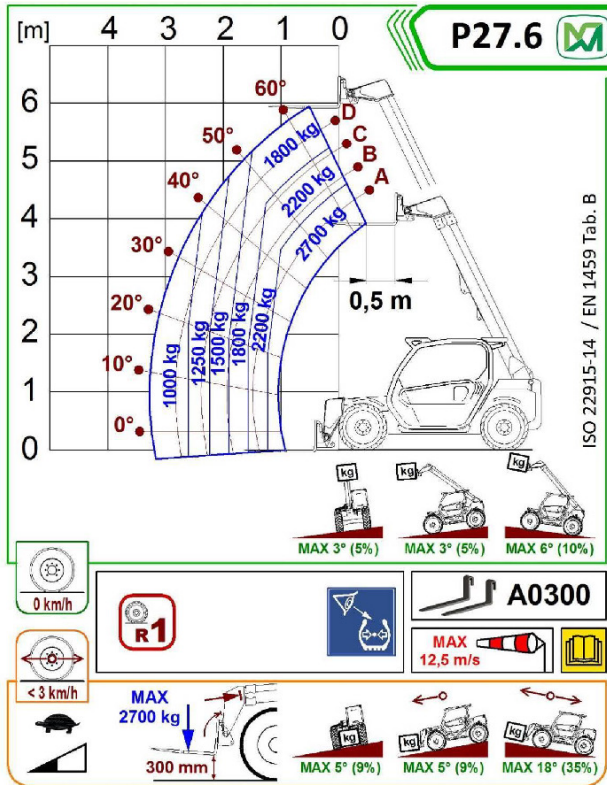 P27.6
[m] 4 3 2 1 0
6
5
4
3
2
1
0
60°
50°
40°
30°
20°
10°
0°
D
C
B
A
1800 kg
2200 kg
2700 kg
1000 kg
1250 kg
1500 kg
1800 kg
2200 kg
0,5 m
ISO 22915-14 / EN 1459 Tab. B
kg
kg
kg
MAX 3° (5%)
MAX 3° (5%)
MAX 6° (10%)
0 km/h
R1
A0300
MAX
12,5 m/s
< 3 km/h
MAX
2700 kg
300 mm
kg
kg
kg
MAX 5° (9%)
MAX 5° (9%)
MAX 18° (35%)